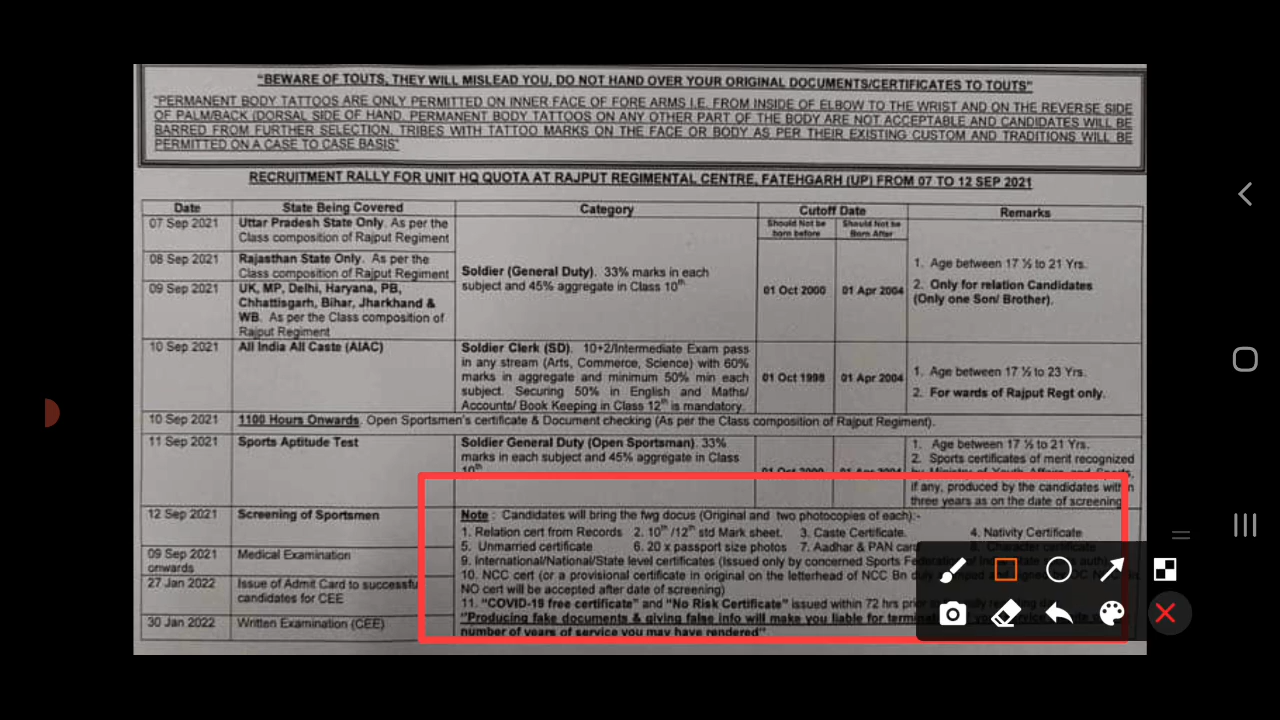 "BEWARE OF TOUTS, THEY WILL MISLEAD YOU, DO NOT HAND OVER YOUR ORIGINAL DOCUMENTS/CERTIFICATES TO TOUTS"
"PERMANENT BODY TATTOOS ARE ONLY PERMITTED ON INNER FACE OF FORE ARMS I.E. FROM INSIDE OF ELBOW TO THE WRIST AND ON THE REVERSE SIDE
OF PALM/BACK (DORSAL SIDE OF HAND. PERMANENT BODY TATTOOS ON ANY OTHER PART OF THE BODY ARE NOT ACCEPTABLE AND CANDIDATES WILL BE
BARRED FROM FURTHER SELECTION. TRIBES WITH TATTOO MARKS ON THE FACE OR BODY AS PER THEIR EXISTING CUSTOM AND TRADITIONS WILL BE
PERMITTED ON A CASE TO CASE BASIS"
RECRUITMENT RALLY FOR UNIT HQ QUOTA AT RAJPUT REGIMENTAL CENTRE, FATEHGARH (UP) FROM 07 TO 12 SEP 2021
Date State Being Covered Category Cutoff Date Remarks
Should Not be born before Should Not be Born After
07 Sep 2021 Uttar Pradesh State Only. As per the
Class composition of Rajput Regiment
08 Sep 2021 Rajasthan State Only. As per the
Class composition of Rajput Regiment
09 Sep 2021 UK, MP, Delhi, Haryana, PB,
Chhattisgarh, Bihar, Jharkhand &
WB. As per the Class composition of
Rajput Regiment
Soldier (General Duty). 33% marks in each
subject and 45% aggregate in Class 10th
01 Oct 2000 01 Apr 2004
1. Age between 17 ½ to 21 Yrs.
2. Only for relation Candidates
(Only one Son/ Brother).
10 Sep 2021 All India All Caste (AIAC)
Soldier Clerk (SD). 10+2/Intermediate Exam pass
in any stream (Arts, Commerce, Science) with 60%
marks in aggregate and minimum 50% min each
subject. Securing 50% in English and Maths/
Accounts/ Book Keeping in Class 12th is mandatory.
01 Oct 1998 01 Apr 2004
1. Age between 17 ½ to 23 Yrs.
2. For wards of Rajput Regt only.
10 Sep 2021 1100 Hours Onwards. Open Sportsmen's certificate & Document checking (As per the Class composition of Rajput Regiment).
11 Sep 2021 Sports Aptitude Test
Soldier General Duty (Open Sportsman). 33%
marks in each subject and 45% aggregate in Class
10th
01 Oct 2000 01 Apr 2004
1. Age between 17 ½ to 21 Yrs.
2. Sports certificates of merit recognized
by Ministry of Youth Affairs and Sports,
if any, produced by the candidates within
three years as on the date of screening
12 Sep 2021 Screening of Sportsmen
09 Sep 2021 onwards Medical Examination
27 Jan 2022 Issue of Admit Card to successfu
candidates for CEE
30 Jan 2022 Written Examination (CEE)
Note : Candidates will bring the fwg docus (Original and two photocopies of each):-
1. Relation cert from Records 2. 10th /12th std Mark sheet. 3. Caste Certificate. 4. Nativity Certificate
5. Unmarried certificate 6. 20 x passport size photos 7. Aadhar & PAN card 8. Character certificate
9. International/National/State level certificates (Issued only by concerned Sports Federation of
10. NCC cert (or a provisional certificate in original on the letterhead of NCC Bn
NO cert will be accepted after date of screening)
11. "COVID-19 free certificate" and "No Risk Certificate" issued within 72 hrs
"Producing fake documents & giving false info will make you liable for
number of years of service you may have rendered".